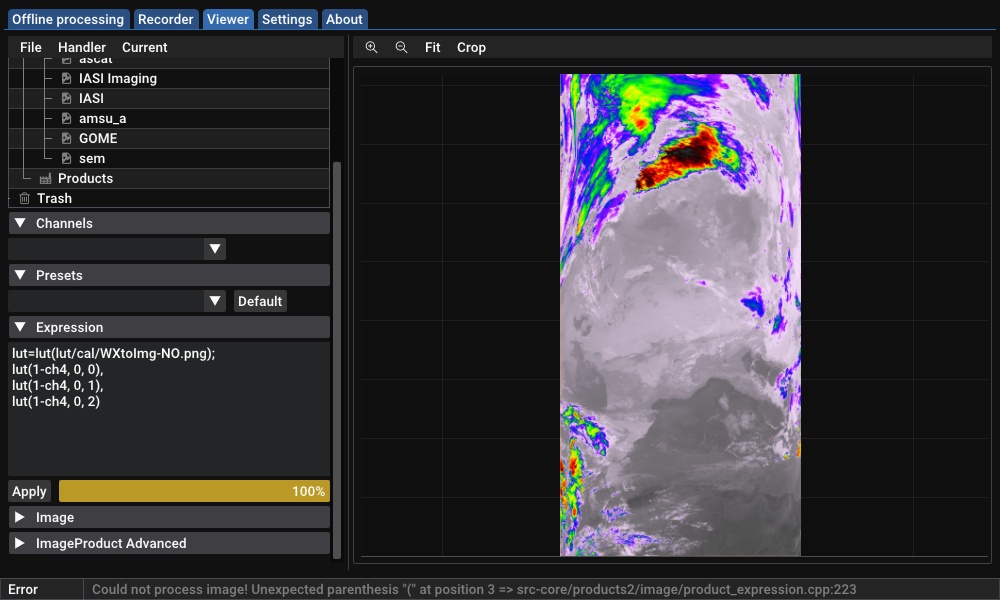 Offline processing Recorder Viewer Settings About
File Handler Current
Fit Crop
ascat
IASI Imaging
IASI
amsu_a
GOME
sem
Products
Trash
Channels
Presets
Default
Expression
lut=lut(lut/cal/WXtoImg-NO.png);
lut(1-ch4, 0, 0),
lut(1-ch4, 0, 1),
lut(1-ch4, 0, 2)
Apply 100%
Image
ImageProduct Advanced
Error Could not process image! Unexpected parenthesis "(" at position 3 => src-core/products2/image/product_expression.cpp:223